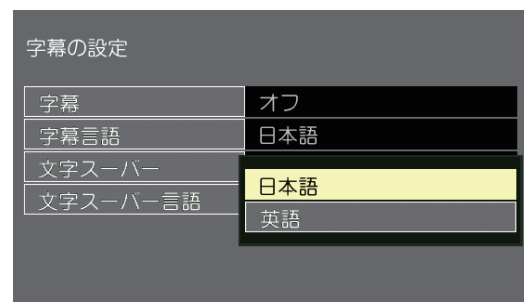 字幕の設定
字幕 オフ
字幕言語 日本語
文字スーパー
文字スーパー言語
日本語
英語